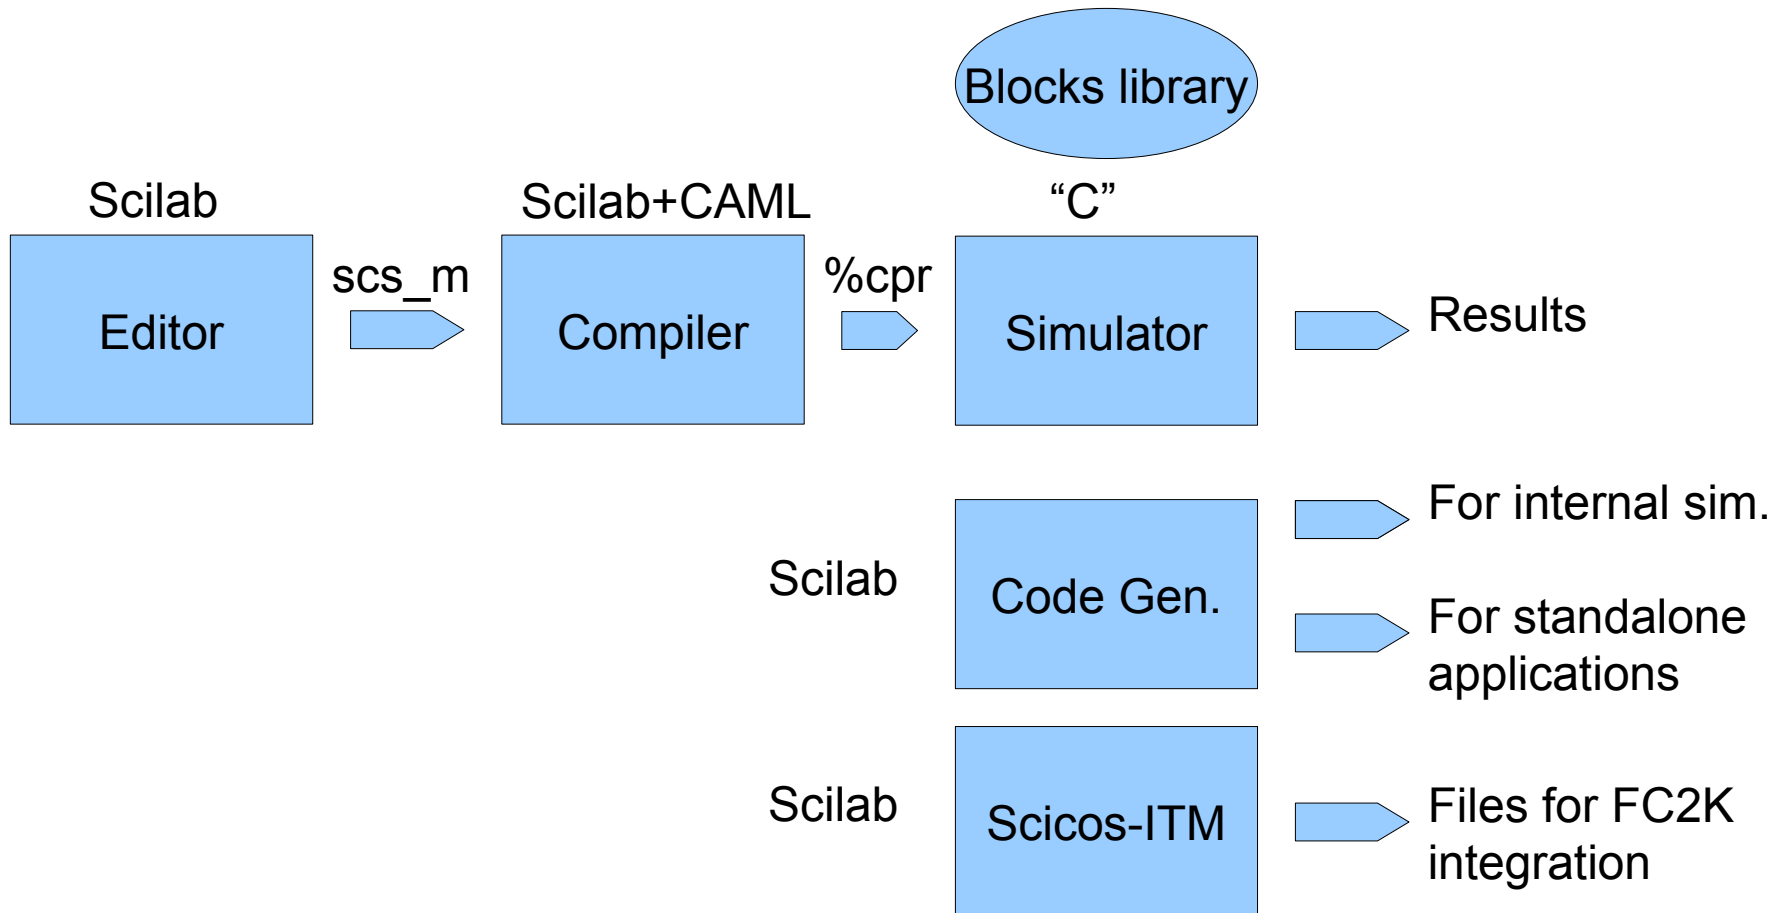 Blocks library
Scilab
Scilab+CAML
“C”
Editor
scs_m
Compiler
%cpr
Simulator
Results
Scilab
Code Gen.
For internal sim.
For standalone
applications
Scilab
Scicos-ITM
Files for FC2K
integration